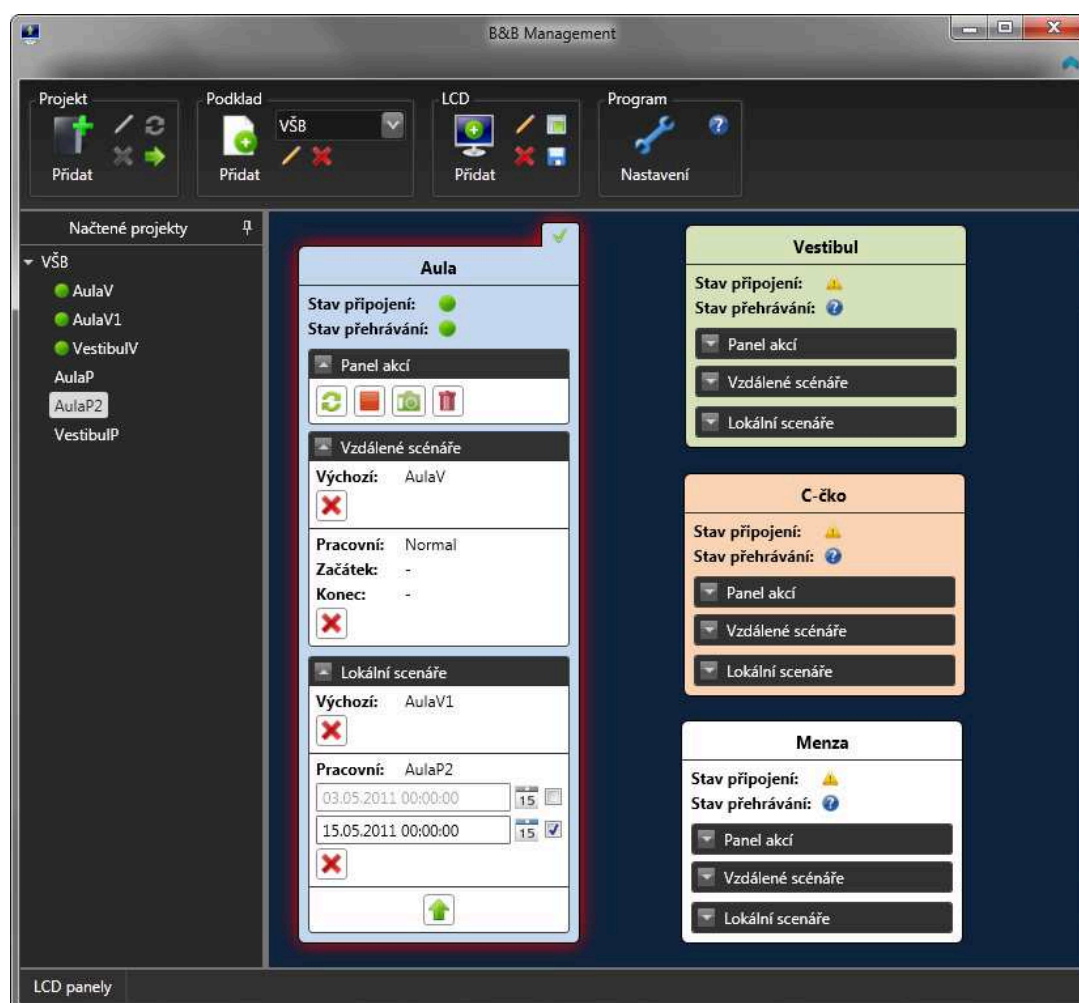 B&B Management
Projekt
Přidat
Podklad
VŠB
Přidat
LCD
Přidat
Program
Nastavení
Načtené projekty
VŠB
AulaV
AulaV1
VestibulV
AulaP
AulaP2
VestibulP
Aula
Stav připojení:
Stav přehrávání:
Panel akcí
Vzdálené scénáře
Výchozí: AulaV
Pracovní: Normal
Začátek: -
Konec: -
Lokální scenáře
Výchozí: AulaV1
Pracovní: AulaP2
03.05.2011 00:00:00 15
15.05.2011 00:00:00 15
Vestibul
Stav připojení:
Stav přehrávání:
Panel akcí
Vzdálené scénáře
Lokální scenáře
C-čko
Stav připojení:
Stav přehrávání:
Panel akcí
Vzdálené scénáře
Lokální scenáře
Menza
Stav připojení:
Stav přehrávání:
Panel akcí
Vzdálené scénáře
Lokální scenáře
LCD panely